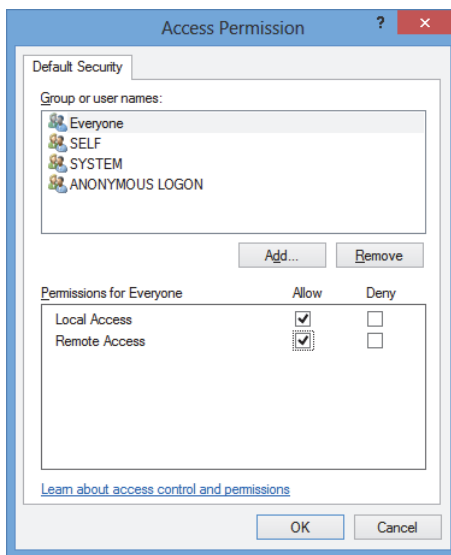 Access Permission
?
×
Default Security
Group or user names:
Everyone
SELF
SYSTEM
ANONYMOUS LOGON
Add... Remove
Permissions for Everyone Allow Deny
Local Access
Remote Access
Learn about access control and permissions
OK Cancel